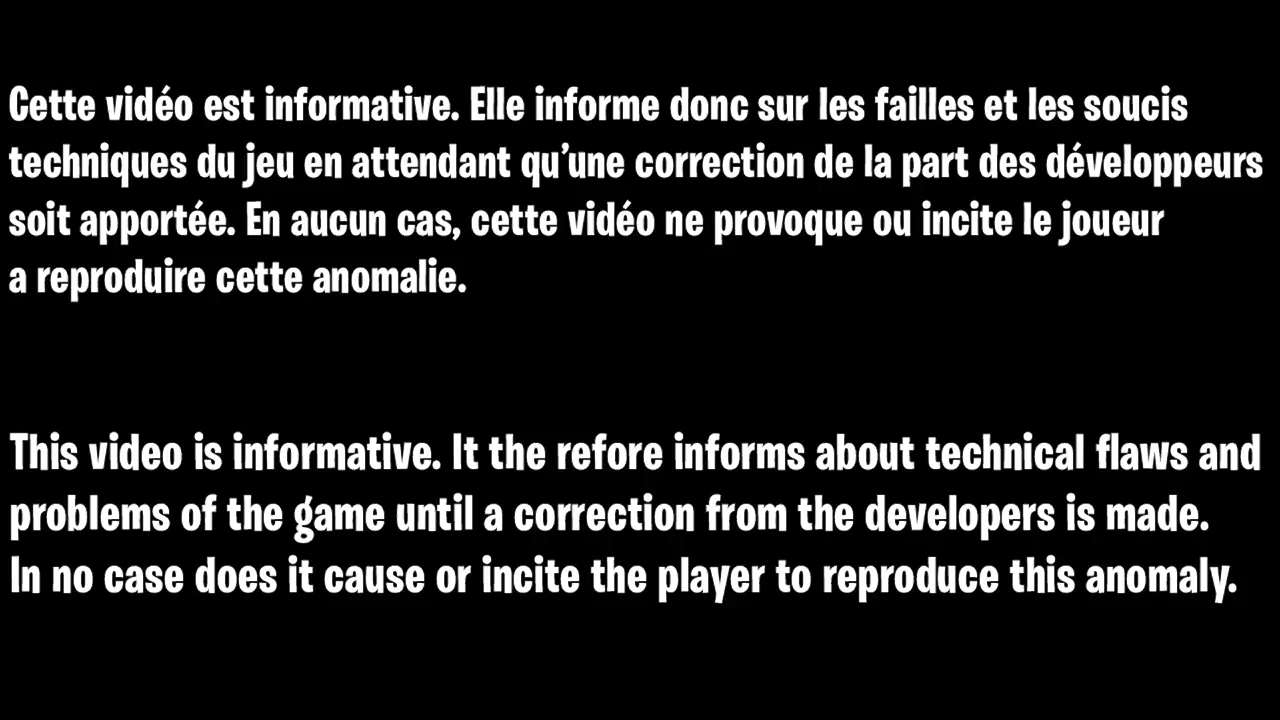 Cette vidéo est informative. Elle informe donc sur les failles et les soucis
techniques du jeu en attendant qu’une correction de la part des développeurs
soit apportée. En aucun cas, cette vidéo ne provoque ou incite le joueur
a reproduire cette anomalie.
This video is informative. It the refore informs about technical flaws and
problems of the game until a correction from the developers is made.
In no case does it cause or incite the player to reproduce this anomaly.